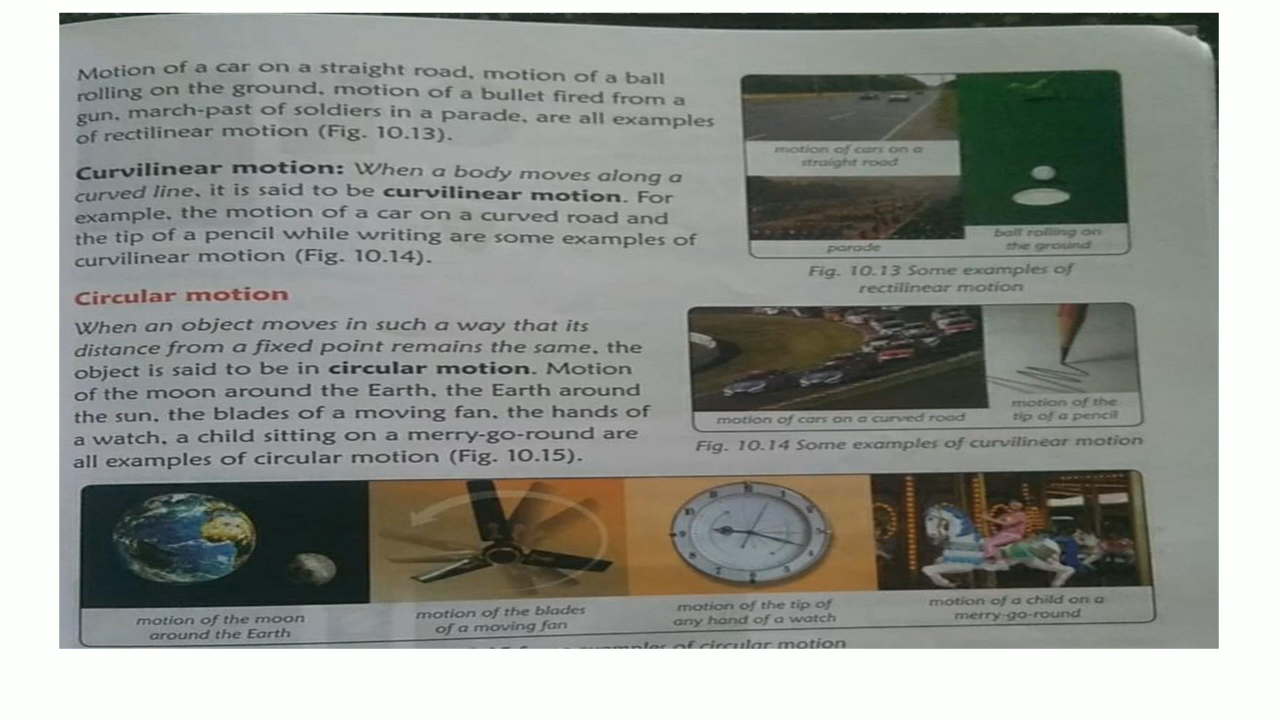 Motion of a car on a straight road, motion of a ball
rolling on the ground, motion of a bullet fired from a
gun, march-past of soldiers in a parade, are all examples
of rectilinear motion (Fig. 10.13).
Curvilinear motion: When a body moves along a
curved line, it is said to be curvilinear motion. For
example, the motion of a car on a curved road and
the tip of a pencil while writing are some examples of
curvilinear motion (Fig. 10.14).
Circular motion
When an object moves in such a way that its
distance from a fixed point remains the same, the
object is said to be in circular motion. Motion
of the moon around the Earth, the Earth around
the sun, the blades of a moving fan, the hands of
a watch, a child sitting on a merry-go-round are
all examples of circular motion (Fig. 10.15).
motion of cars on a
straight road
parade
ball rolling on
the ground
Fig. 10.13 Some examples of
rectilinear motion
motion of cars on a curved road
motion of the
tip of a pencil
Fig. 10.14 Some examples of curvilinear motion
motion of the moon
around the Earth
motion of the blades
of a moving fan
motion of the tip of
any hand of a watch
motion of a child on a
merry-go-round
examples of circular motion